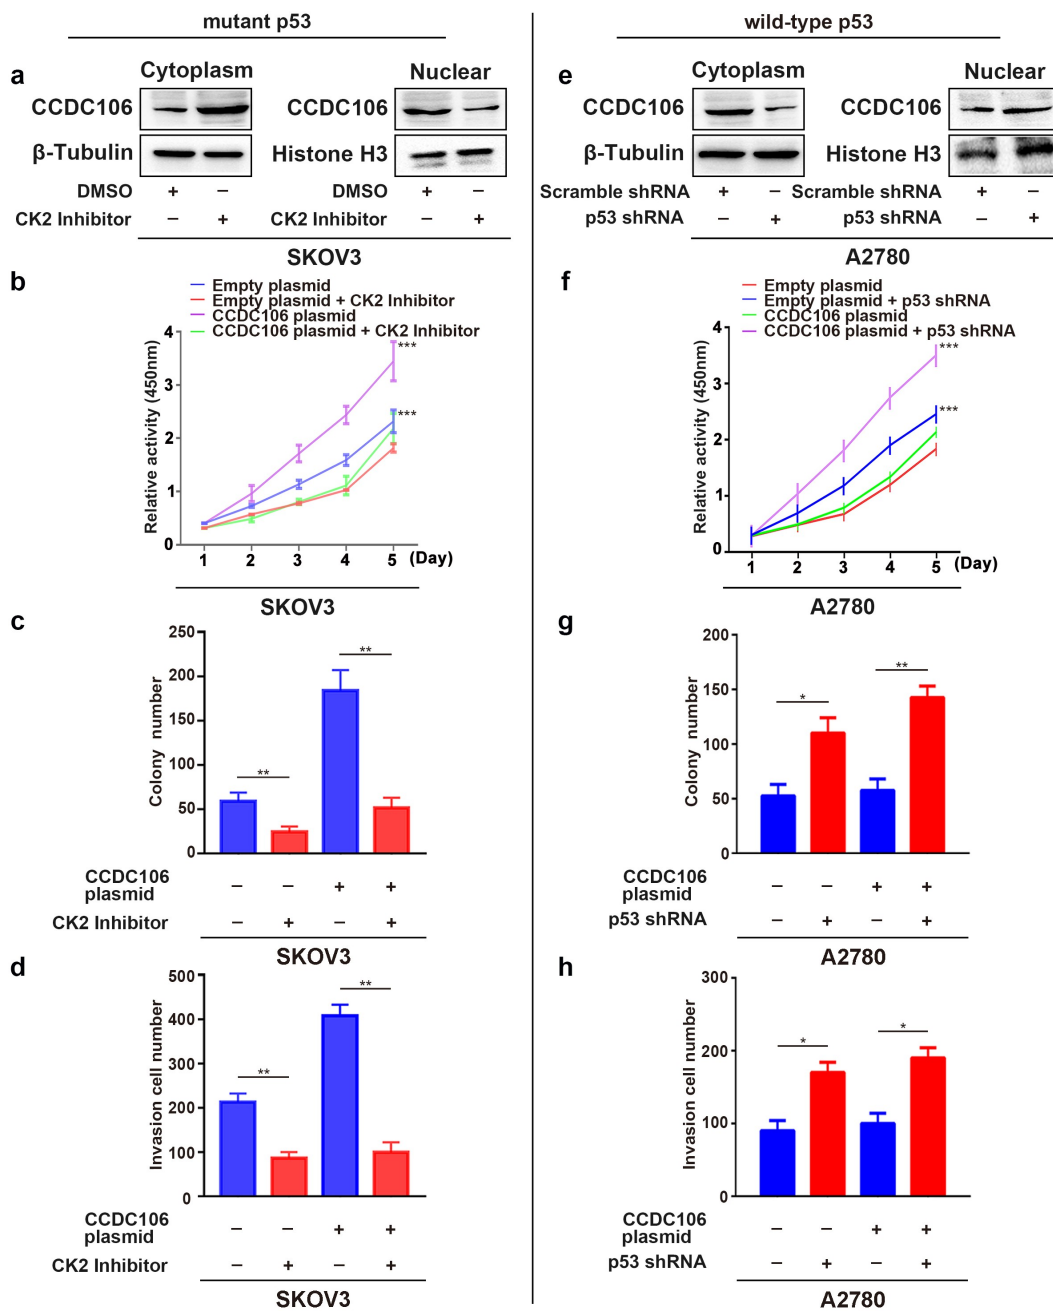 mutant p53
wild-type p53
a
Cytoplasm
Nuclear
CCDC106
CCDC106
β-Tubulin
Histone H3
DMSO + –
DMSO + –
CK2 Inhibitor – +
CK2 Inhibitor – +
SKOV3
e
Cytoplasm
Nuclear
CCDC106
CCDC106
β-Tubulin
Histone H3
Scramble shRNA + –
Scramble shRNA + –
p53 shRNA – +
p53 shRNA – +
A2780
b
Empty plasmid
Empty plasmid + CK2 Inhibitor
CCDC106 plasmid
CCDC106 plasmid + CK2 Inhibitor
Relative activity (450nm)
4
3
2
1
0
***
***
1 2 3 4 5 (Day)
SKOV3
f
Empty plasmid
Empty plasmid + p53 shRNA
CCDC106 plasmid
CCDC106 plasmid + p53 shRNA
Relative activity (450nm)
4
3
2
1
0
***
***
1 2 3 4 5 (Day)
A2780
c
Colony number
250
200
150
100
50
0
**
**
CCDC106
plasmid – – + +
CK2 Inhibitor – + – +
SKOV3
g
Colony number
200
150
100
50
0
*
**
CCDC106
plasmid – – + +
p53 shRNA – + – +
A2780
d
Invasion cell number
500
400
300
200
100
0
**
**
CCDC106
plasmid – – + +
CK2 Inhibitor – + – +
SKOV3
h
Invasion cell number
300
200
100
0
*
*
CCDC106
plasmid – – + +
p53 shRNA – + – +
A2780